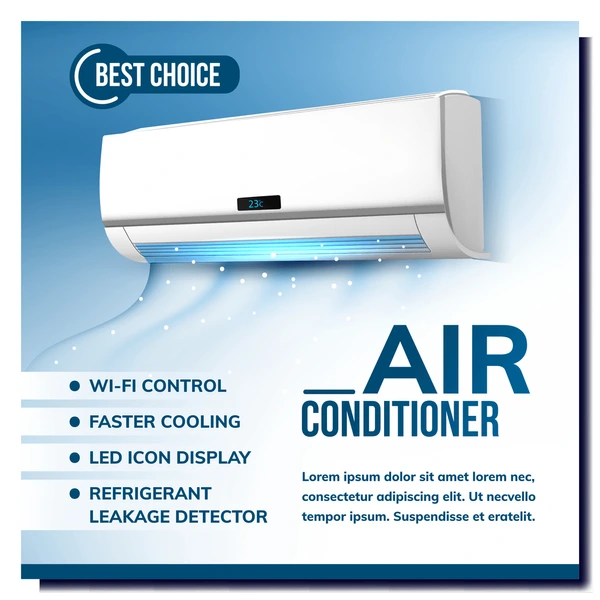 BEST CHOICE
23c
WI-FI CONTROL
FASTER COOLING
LED ICON DISPLAY
REFRIGERANT
LEAKAGE DETECTOR
_AIR
CONDITIONER
Lorem ipsum dolor sit amet lorem nec,
consectetur adipiscing elit. Ut necvello
tempor ipsum. Suspendisse et eratelit.